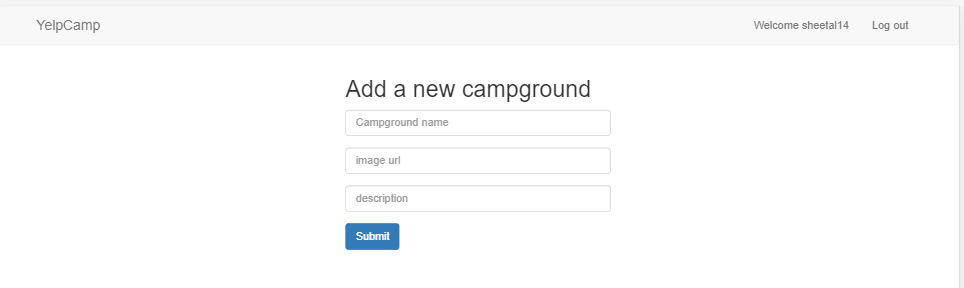 YelpCamp Welcome sheetal14 Log out
Add a new campground
Campground name
image url
description
Submit